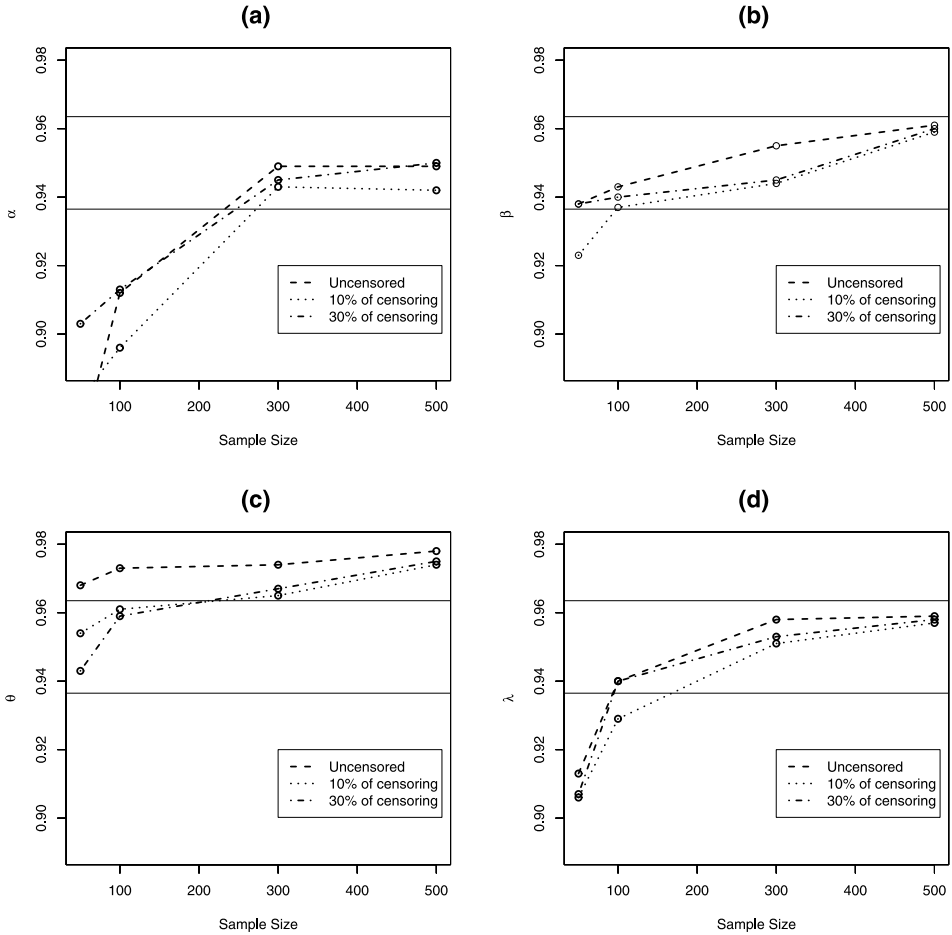 (a)
0.98
0.96
0.94
0.92
0.90
α
Uncensored
10% of censoring
30% of censoring
100 200 300 400 500
Sample Size
(b)
0.98
0.96
0.94
0.92
0.90
β
Uncensored
10% of censoring
30% of censoring
100 200 300 400 500
Sample Size
(c)
0.98
0.96
0.94
0.92
0.90
θ
Uncensored
10% of censoring
30% of censoring
100 200 300 400 500
Sample Size
(d)
0.98
0.96
0.94
0.92
0.90
λ
Uncensored
10% of censoring
30% of censoring
100 200 300 400 500
Sample Size